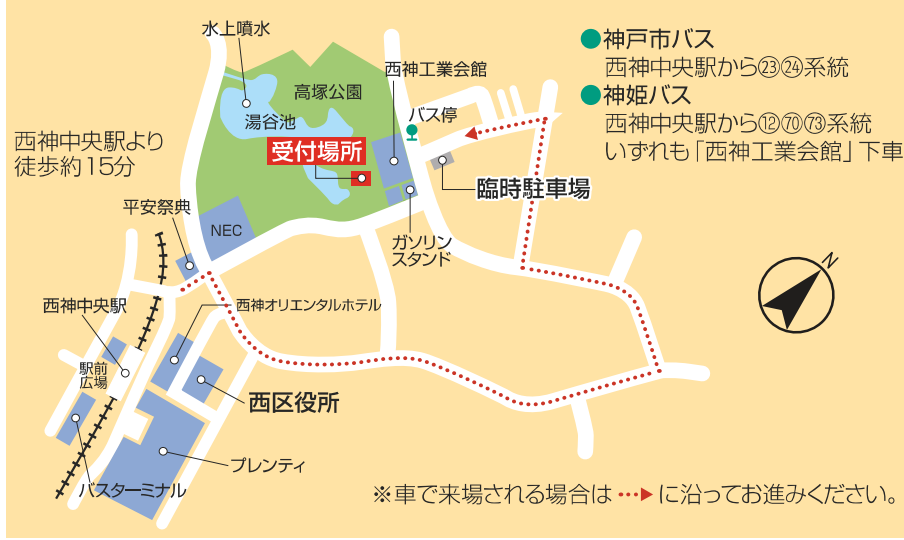 水上噴水
西神工業会館
高塚公園
湯谷池
バス停
受付場所
臨時駐車場
西神中央駅より
徒歩約15分
●神戸市バス
西神中央駅から㉓㉔系統
●神姫バス
西神中央駅から⑫㊆⓪㊆③系統
いずれも「西神工業会館」下車
平安祭典
NEC
ガソリン
スタンド
N
西神中央駅
西神オリエンタルホテル
駅前
広場
西区役所
プレンティ
バスターミナル
※車で来場される場合は…▶に沿ってお進みください。